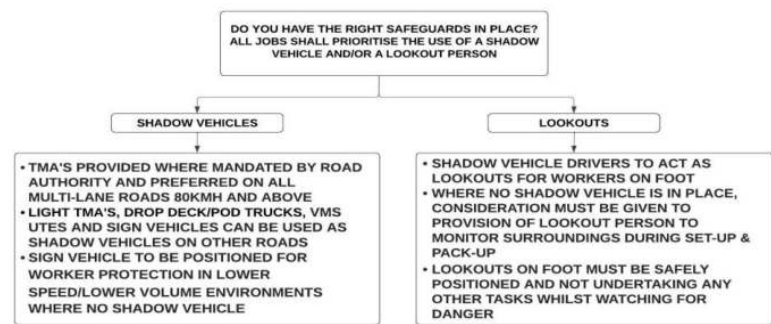 DO YOU HAVE THE RIGHT SAFEGUARDS IN PLACE?
ALL JOBS SHALL PRIORITISE THE USE OF A SHADOW
VEHICLE AND/OR A LOOKOUT PERSON
SHADOW VEHICLES
• TMA'S PROVIDED WHERE MANDATED BY ROAD
AUTHORITY AND PREFERRED ON ALL
MULTI-LANE ROADS 80KMH AND ABOVE
• LIGHT TMA'S, DROP DECK/POD TRUCKS, VMS
UTES AND SIGN VEHICLES CAN BE USED AS
SHADOW VEHICLES ON OTHER ROADS
• SIGN VEHICLE TO BE POSITIONED FOR
WORKER PROTECTION IN LOWER
SPEED/LOWER VOLUME ENVIRONMENTS
WHERE NO SHADOW VEHICLE
LOOKOUTS
• SHADOW VEHICLE DRIVERS TO ACT AS
LOOKOUTS FOR WORKERS ON FOOT
• WHERE NO SHADOW VEHICLE IS IN PLACE,
CONSIDERATION MUST BE GIVEN TO
PROVISION OF LOOKOUT PERSON TO
MONITOR SURROUNDINGS DURING SET-UP &
PACK-UP
• LOOKOUTS ON FOOT MUST BE SAFELY
POSITIONED AND NOT UNDERTAKING ANY
OTHER TASKS WHILST WATCHING FOR
DANGER